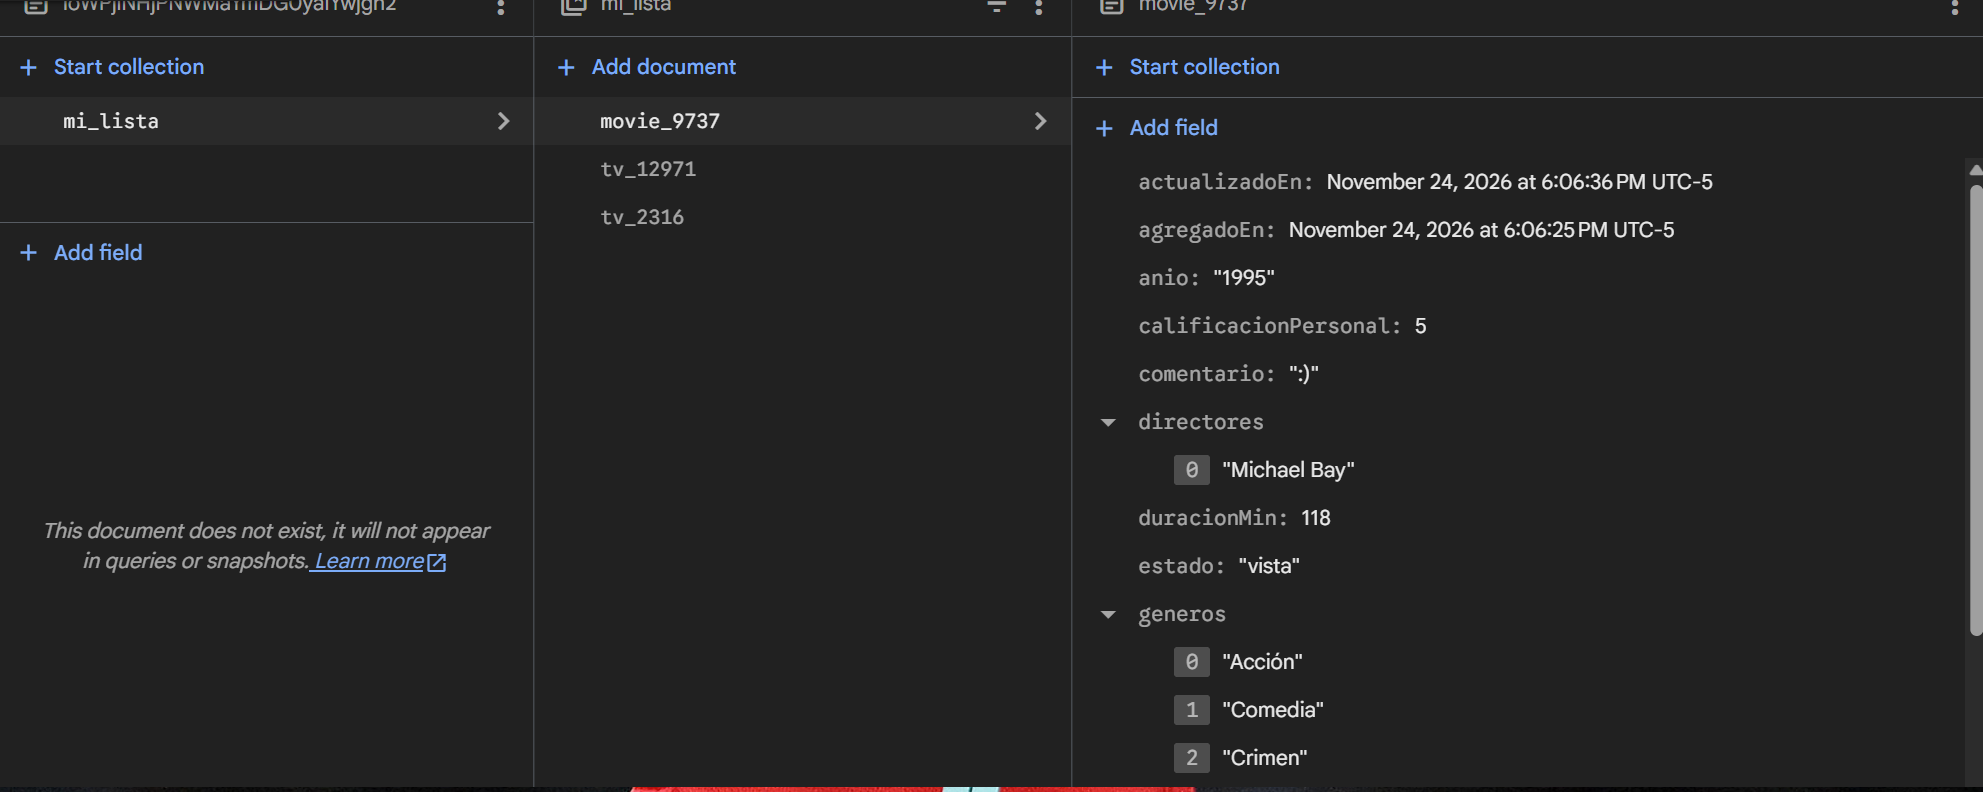 mi_lista
movie_9737
Start collection
mi_lista
Add field
This document does not exist, it will not appear
in queries or snapshots. Learn more
Add document
movie_9737
tv_12971
tv_2316
Start collection
Add field
actualizadoEn: November 24, 2026 at 6:06:36 PM UTC-5
agregadoEn: November 24, 2026 at 6:06:25 PM UTC-5
anio: "1995"
calificacionPersonal: 5
comentario: ":)"
directores
0 "Michael Bay"
duracionMin: 118
estado: "vista"
generos
0 "Acción"
1 "Comedia"
2 "Crimen"